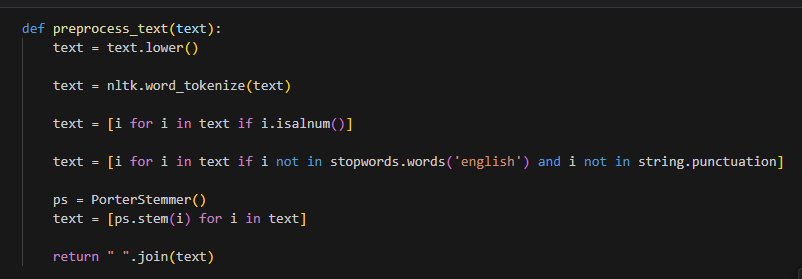 def preprocess_text(text):
    text = text.lower()
    text = nltk.word_tokenize(text)
    text = [i for i in text if i.isalnum()]
    text = [i for i in text if i not in stopwords.words('english') and i not in string.punctuation]
    ps = PorterStemmer()
    text = [ps.stem(i) for i in text]
    return " ".join(text)